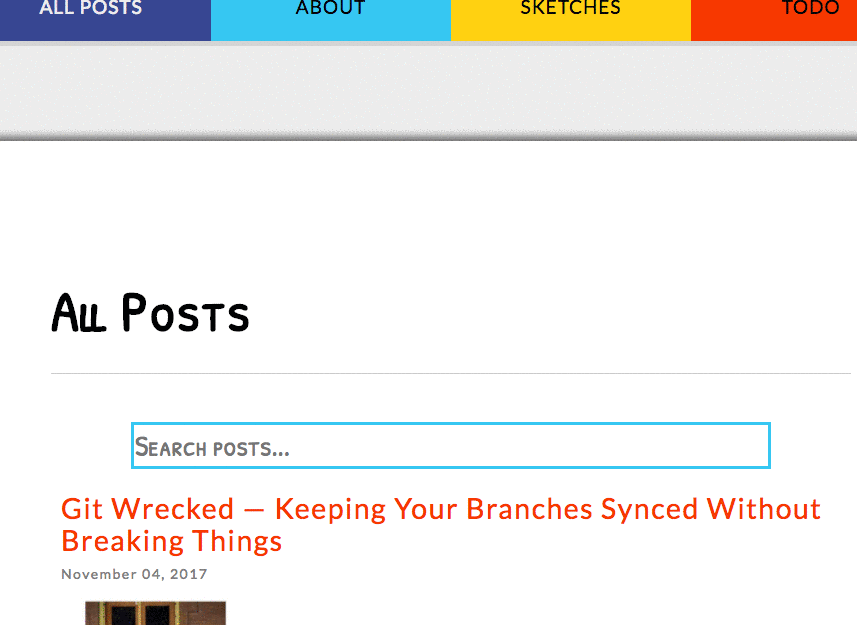 ALL POSTS ABOUT SKETCHES TODO
All Posts
Search posts...
Git Wrecked — Keeping Your Branches Synced Without
Breaking Things
November 04, 2017